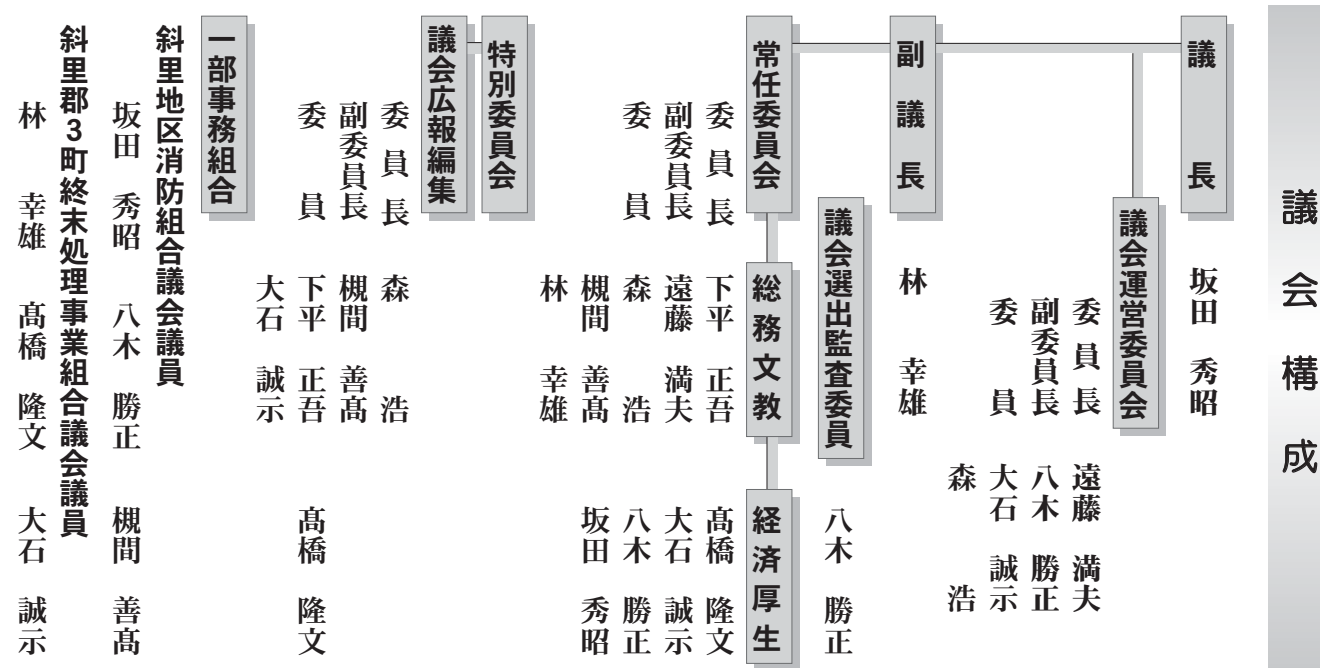 議会構成
議長
坂田 秀昭
議会運営委員会
委員長 遠藤 満夫
副委員長 八木 勝正
委員 大石 誠示
森 浩
副議長
林 幸雄
議会選出監査委員
八木 勝正
常任委員会
総務文教
経済厚生
委員長 下平 正吾 髙橋 隆文
副委員長 遠藤 満夫 大石 誠示
委員 森 浩 八木 勝正
槻間 善髙 坂田 秀昭
林 幸雄
特別委員会
議会広報編集
委員長 森 浩
副委員長 槻間 善髙
委員 下平 正吾 髙橋 隆文
大石 誠示
一部事務組合
斜里地区消防組合議会議員
坂田 秀昭 八木 勝正 槻間 善髙
斜里郡3町終末処理事業組合議会議員
林 幸雄 髙橋 隆文 大石 誠示